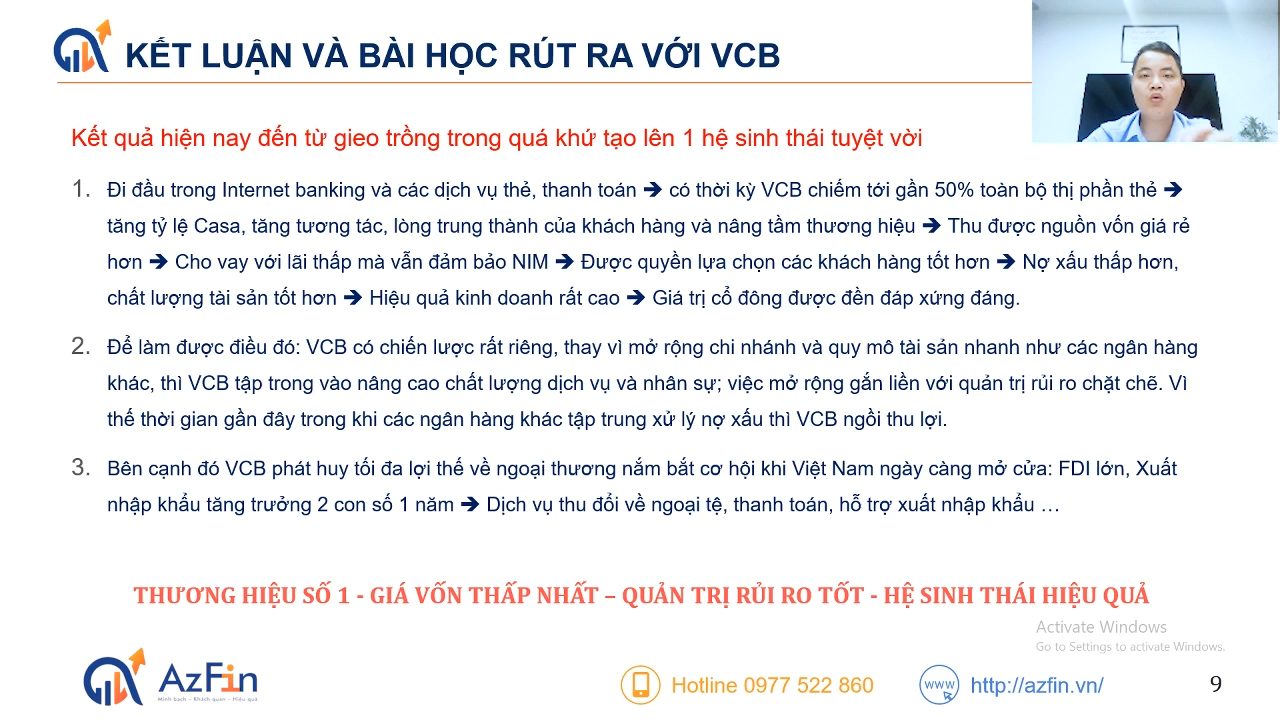 KẾT LUẬN VÀ BÀI HỌC RÚT RA VỚI VCB
Kết quả hiện nay đến từ gieo trồng trong quá khứ tạo lên 1 hệ sinh thái tuyệt vời
1. Đi đầu trong Internet banking và các dịch vụ thẻ, thanh toán ➔ có thời kỳ VCB chiếm tới gần 50% toàn bộ thị phần thẻ ➔
tăng tỷ lệ Casa, tăng tương tác, lòng trung thành của khách hàng và nâng tầm thương hiệu ➔ Thu được nguồn vốn giá rẻ
hơn ➔ Cho vay với lãi thấp mà vẫn đảm bảo NIM ➔ Được quyền lựa chọn các khách hàng tốt hơn ➔ Nợ xấu thấp hơn,
chất lượng tài sản tốt hơn ➔ Hiệu quả kinh doanh rất cao ➔ Giá trị cổ đông được đền đáp xứng đáng.
2. Để làm được điều đó: VCB có chiến lược rất riêng, thay vì mở rộng chi nhánh và quy mô tài sản nhanh như các ngân hàng
khác, thì VCB tập trong vào nâng cao chất lượng dịch vụ và nhân sự; việc mở rộng gắn liền với quản trị rủi ro chặt chẽ. Vì
thế thời gian gần đây trong khi các ngân hàng khác tập trung xử lý nợ xấu thì VCB ngồi thu lợi.
3. Bên cạnh đó VCB phát huy tối đa lợi thế về ngoại thương nắm bắt cơ hội khi Việt Nam ngày càng mở cửa: FDI lớn, Xuất
nhập khẩu tăng trưởng 2 con số 1 năm ➔ Dịch vụ thu đổi về ngoại tệ, thanh toán, hỗ trợ xuất nhập khẩu …
THƯƠNG HIỆU SỐ 1 - GIÁ VỐN THẤP NHẤT – QUẢN TRỊ RỦI RO TỐT - HỆ SINH THÁI HIỆU QUẢ
Activate Windows
Go to Settings to activate Windows.
AzFin
Minh bạch - Khách quan - Hiệu quả
Hotline 0977 522 860
www
http://azfin.vn/
9